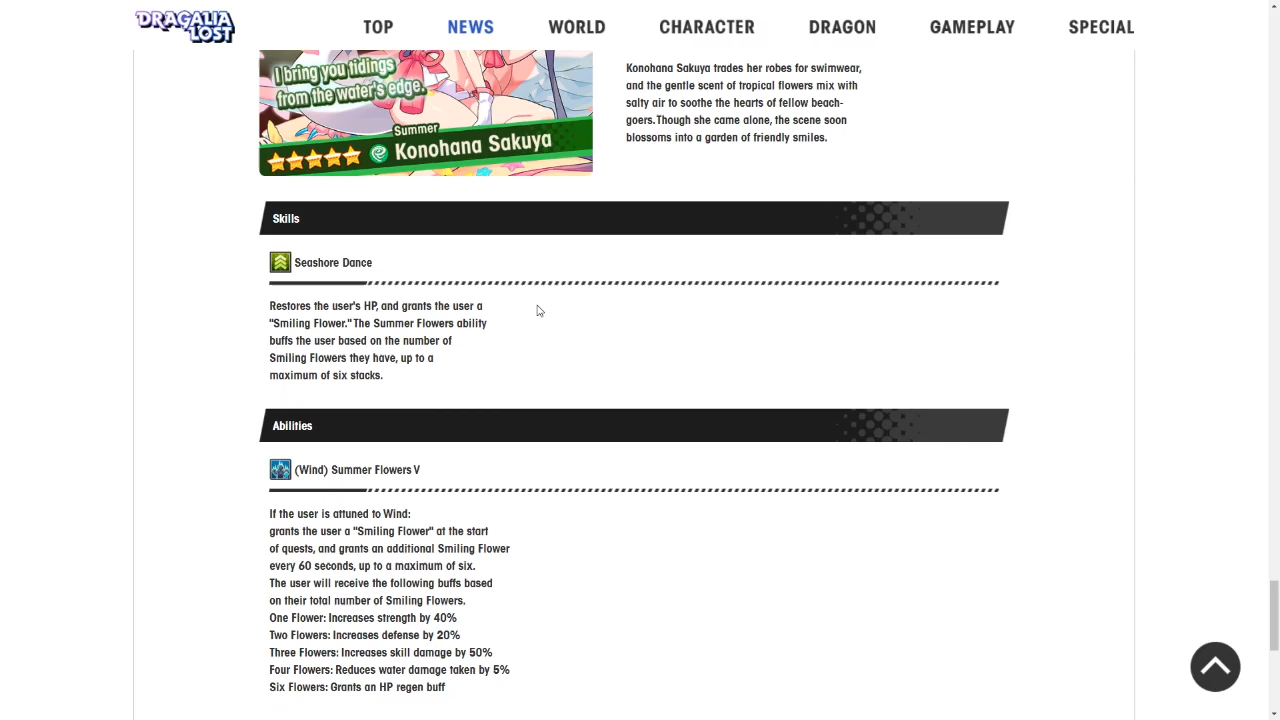 DRAGALIA
LOST
TOP NEWS WORLD CHARACTER DRAGON GAMEPLAY SPECIAL
I bring you tidings
from the water's edge.
Summer
Konohana Sakuya
Konohana Sakuya trades her robes for swimwear,
and the gentle scent of tropical flowers mix with
salty air to soothe the hearts of fellow beach-
goers.Though she came alone, the scene soon
blossoms into a garden of friendly smiles.
Skills
Seashore Dance
Restores the user's HP, and grants the user a
"Smiling Flower." The Summer Flowers ability
buffs the user based on the number of
Smiling Flowers they have, up to a
maximum of six stacks.
Abilities
(Wind) Summer Flowers V
If the user is attuned to Wind:
grants the user a "Smiling Flower" at the start
of quests, and grants an additional Smiling Flower
every 60 seconds, up to a maximum of six.
The user will receive the following buffs based
on their total number of Smiling Flowers.
One Flower: Increases strength by 40%
Two Flowers: Increases defense by 20%
Three Flowers: Increases skill damage by 50%
Four Flowers: Reduces water damage taken by 5%
Six Flowers: Grants an HP regen buff